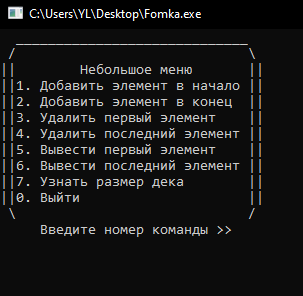 C:\Users\YL\Desktop\Fomka.exe
Небольшое меню
1. Добавить элемент в начало
2. Добавить элемент в конец
3. Удалить первый элемент
4. Удалить последний элемент
5. Вывести первый элемент
6. Вывести последний элемент
7. Узнать размер дека
0. Выйти
Введите номер команды >>